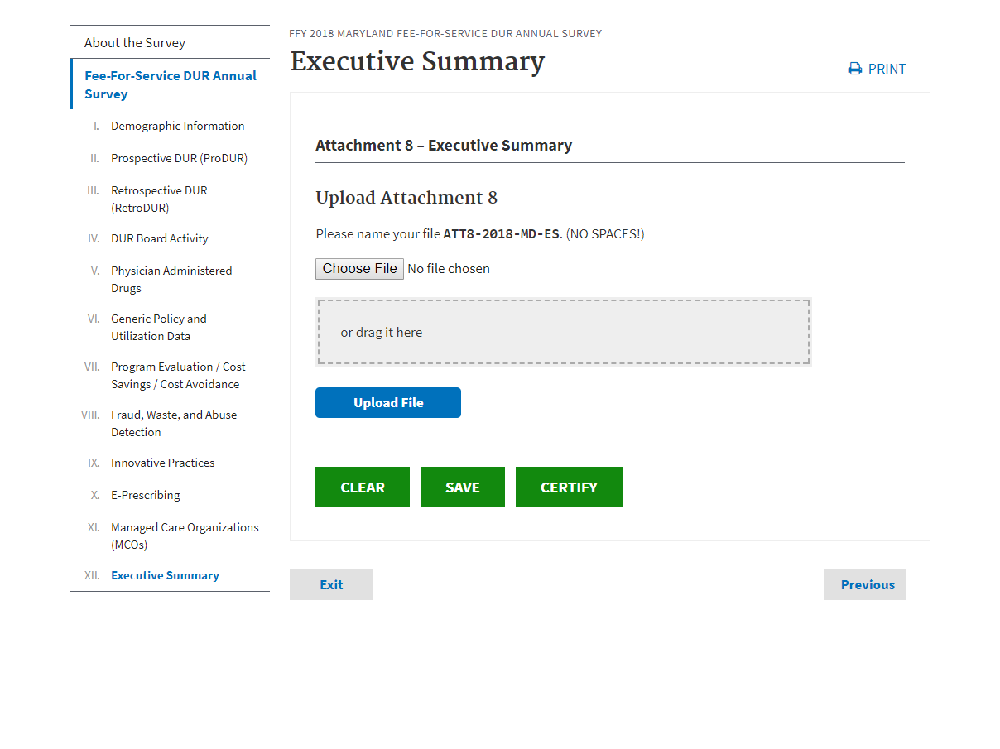 About the Survey
Fee-For-Service DUR Annual
Survey
I. Demographic Information
II. Prospective DUR (ProDUR)
III. Retrospective DUR
(RetroDUR)
IV. DUR Board Activity
V. Physician Administered
Drugs
VI. Generic Policy and
Utilization Data
VII. Program Evaluation / Cost
Savings / Cost Avoidance
VIII. Fraud, Waste, and Abuse
Detection
IX. Innovative Practices
X. E-Prescribing
XI. Managed Care Organizations
(MCOs)
XII. Executive Summary
FFY 2018 MARYLAND FEE-FOR-SERVICE DUR ANNUAL SURVEY
Executive Summary
PRINT
Attachment 8 – Executive Summary
Upload Attachment 8
Please name your file ATT8-2018-MD-ES. (NO SPACES!)
Choose File No file chosen
or drag it here
Upload File
CLEAR SAVE CERTIFY
Exit Previous